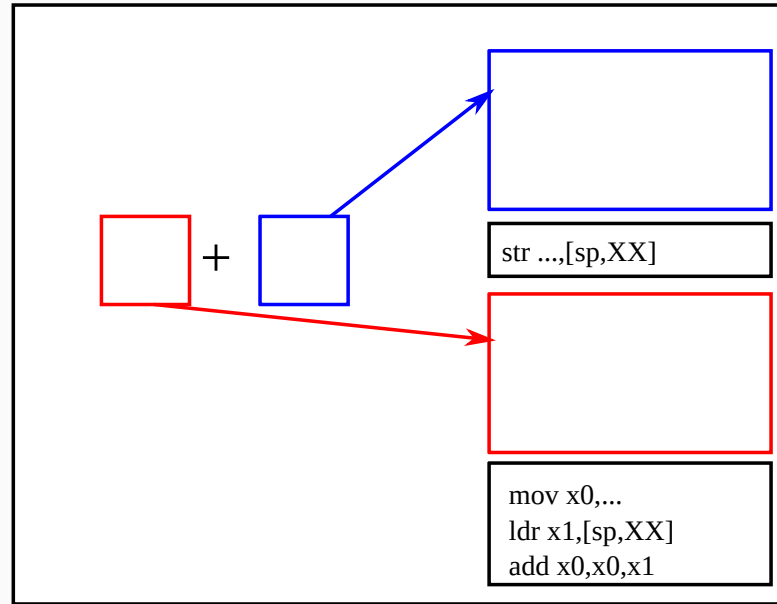 +
str ...,[sp,XX]
mov x0,...
ldr x1,[sp,XX]
add x0,x0,x1